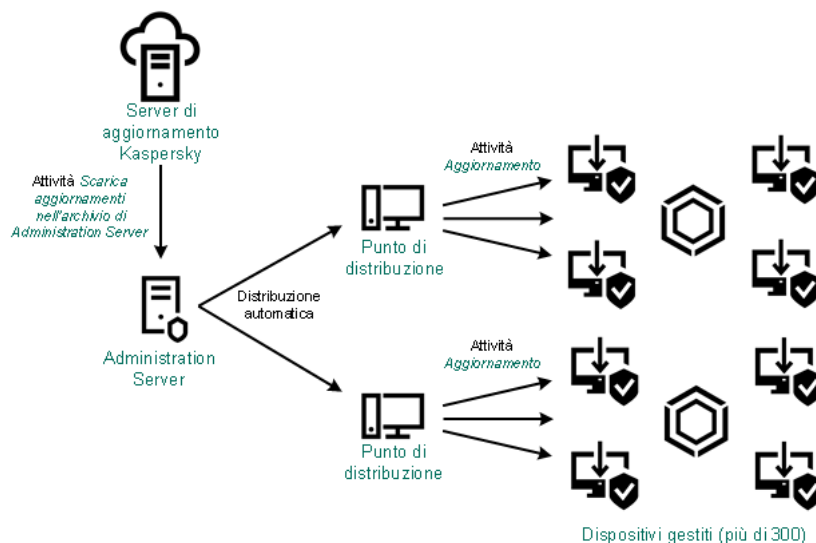 Server di
aggiornamento
Kaspersky
Attività Scarica
aggiornamenti
nell'archivio di
Administration Server
Administration
Server
Distribuzione
automatica
Punto di
distribuzione
Attività
Aggiornamento
Punto di
distribuzione
Attività
Aggiornamento
Dispositivi gestiti (più di 300)